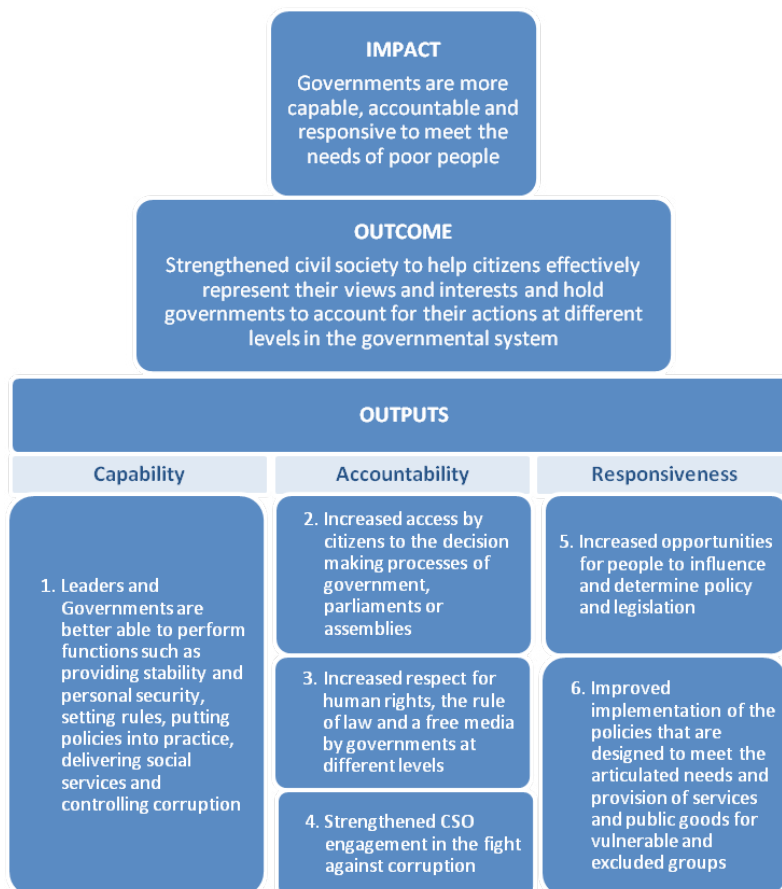 IMPACT
Governments are more
capable, accountable and
responsive to meet the
needs of poor people
OUTCOME
Strengthened civil society to help citizens effectively
represent their views and interests and hold
governments to account for their actions at different
levels in the governmental system
OUTPUTS
Capability
1. Leaders and
Governments are
better able to perform
functions such as
providing stability and
personal security,
setting rules, putting
policies into practice,
delivering social
services and
controlling corruption
Accountability
2. Increased access by
citizens to the decision
making processes of
government,
parliaments or
assemblies
3. Increased respect for
human rights, the rule
of law and a free media
by governments at
different levels
4. Strengthened CSO
engagement in the fight
against corruption
Responsiveness
5. Increased opportunities
for people to influence
and determine policy
and legislation
6. Improved
implementation of the
policies that are
designed to meet the
articulated needs and
provision of services
and public goods for
vulnerable and
excluded groups